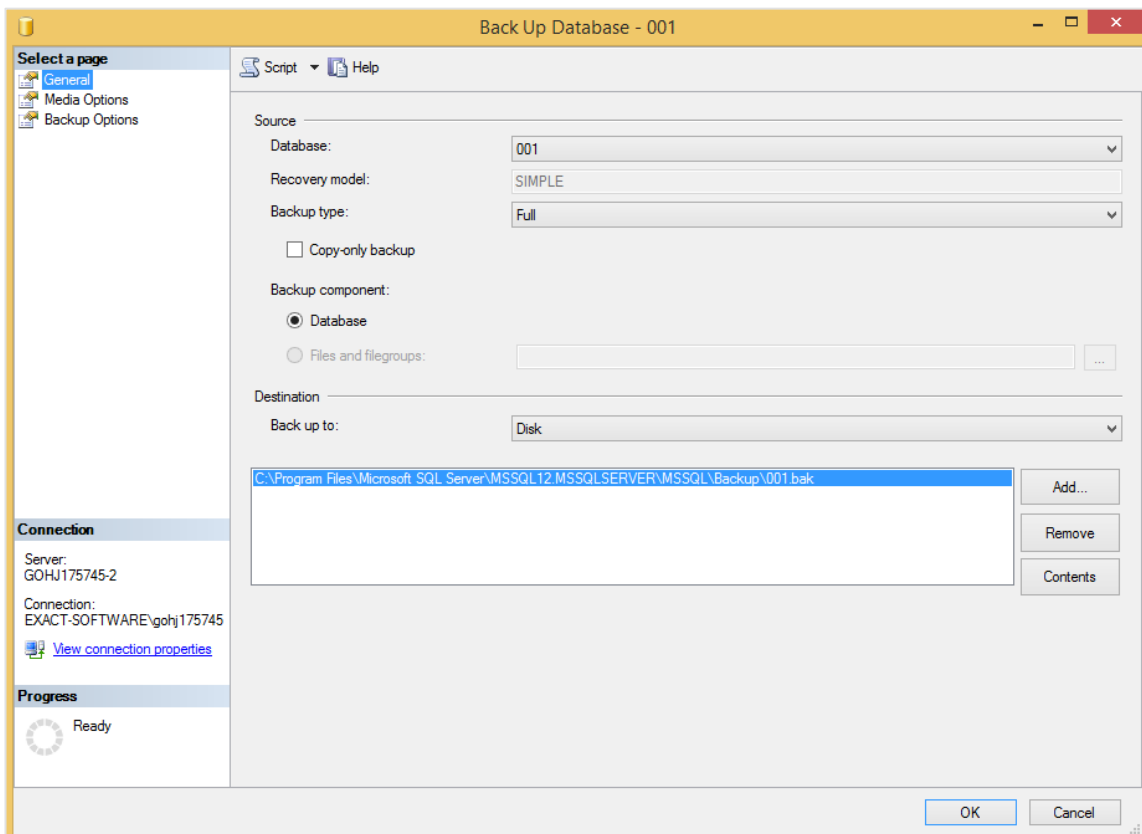 Back Up Database - 001
Select a page
General
Media Options
Backup Options
Script Help
Source
Database: 001
Recovery model: SIMPLE
Backup type: Full
Copy-only backup
Backup component:
Database
Files and filegroups: ...
Destination
Back up to: Disk
C:\Program Files\Microsoft SQL Server\MSSQL12.MSSQLSERVER\MSSQL\Backup\001.bak
Add...
Remove
Contents
Connection
Server:
GOHJ175745-2
Connection:
EXACT-SOFTWARE\gohj175745
View connection properties
Progress
Ready
OK Cancel